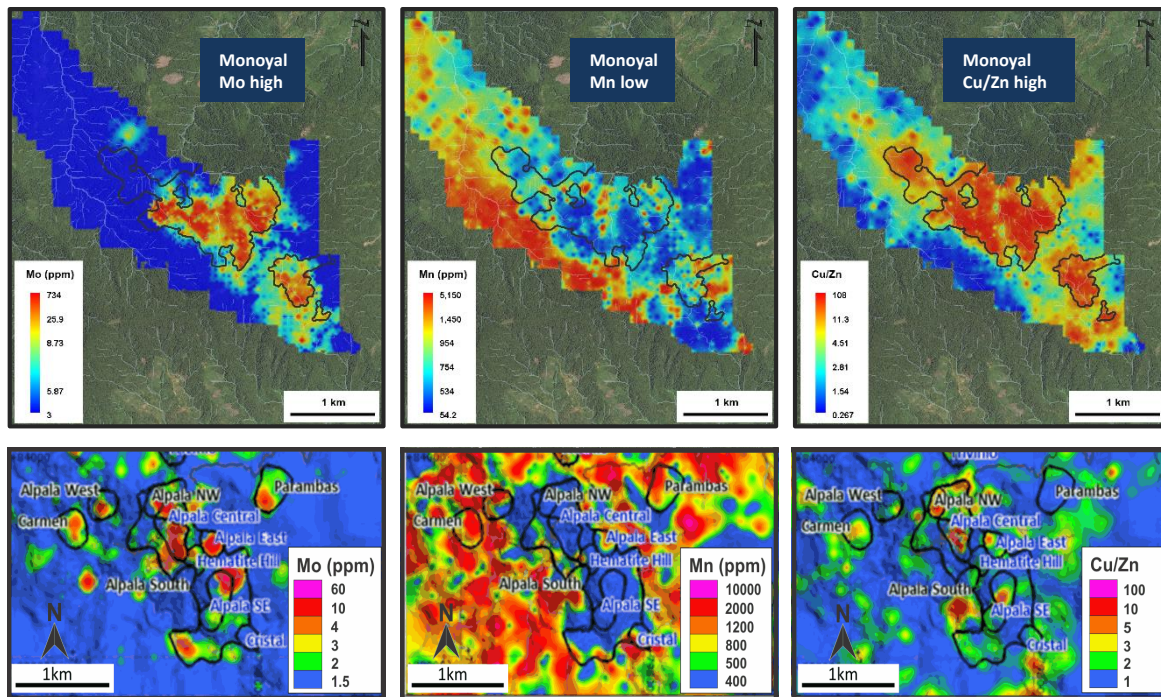 Monoyal
Mo high
N
Mo (ppm)
734
25.9
8.73
5.87
3
1 km
Monoyal
Mn low
N
Mn (ppm)
5,150
1,450
954
754
534
54.2
1 km
Monoyal
Cu/Zn high
N
Cu/Zn
108
11.3
4.51
2.81
1.54
0.267
1 km
Alpala West
Alpala NW
Parambas
Carmen
Alpala Central
Alpala East
Hematite Hill
Alpala South
Alpala SE
Cristal
N
1km
Mo (ppm)
60
10
4
3
2
1.5
Alpala West
Alpala NW
Parambas
Carmen
Alpala Central
Alpala East
Hematite Hill
Alpala South
Alpala SE
Cristal
N
1km
Mn (ppm)
10000
2000
1200
800
500
400
Alpala West
Alpala NW
Parambas
Carmen
Alpala Central
Alpala East
Hematite Hill
Alpala South
Alpala SE
Cristal
N
1km
Cu/Zn
100
10
5
3
2
1